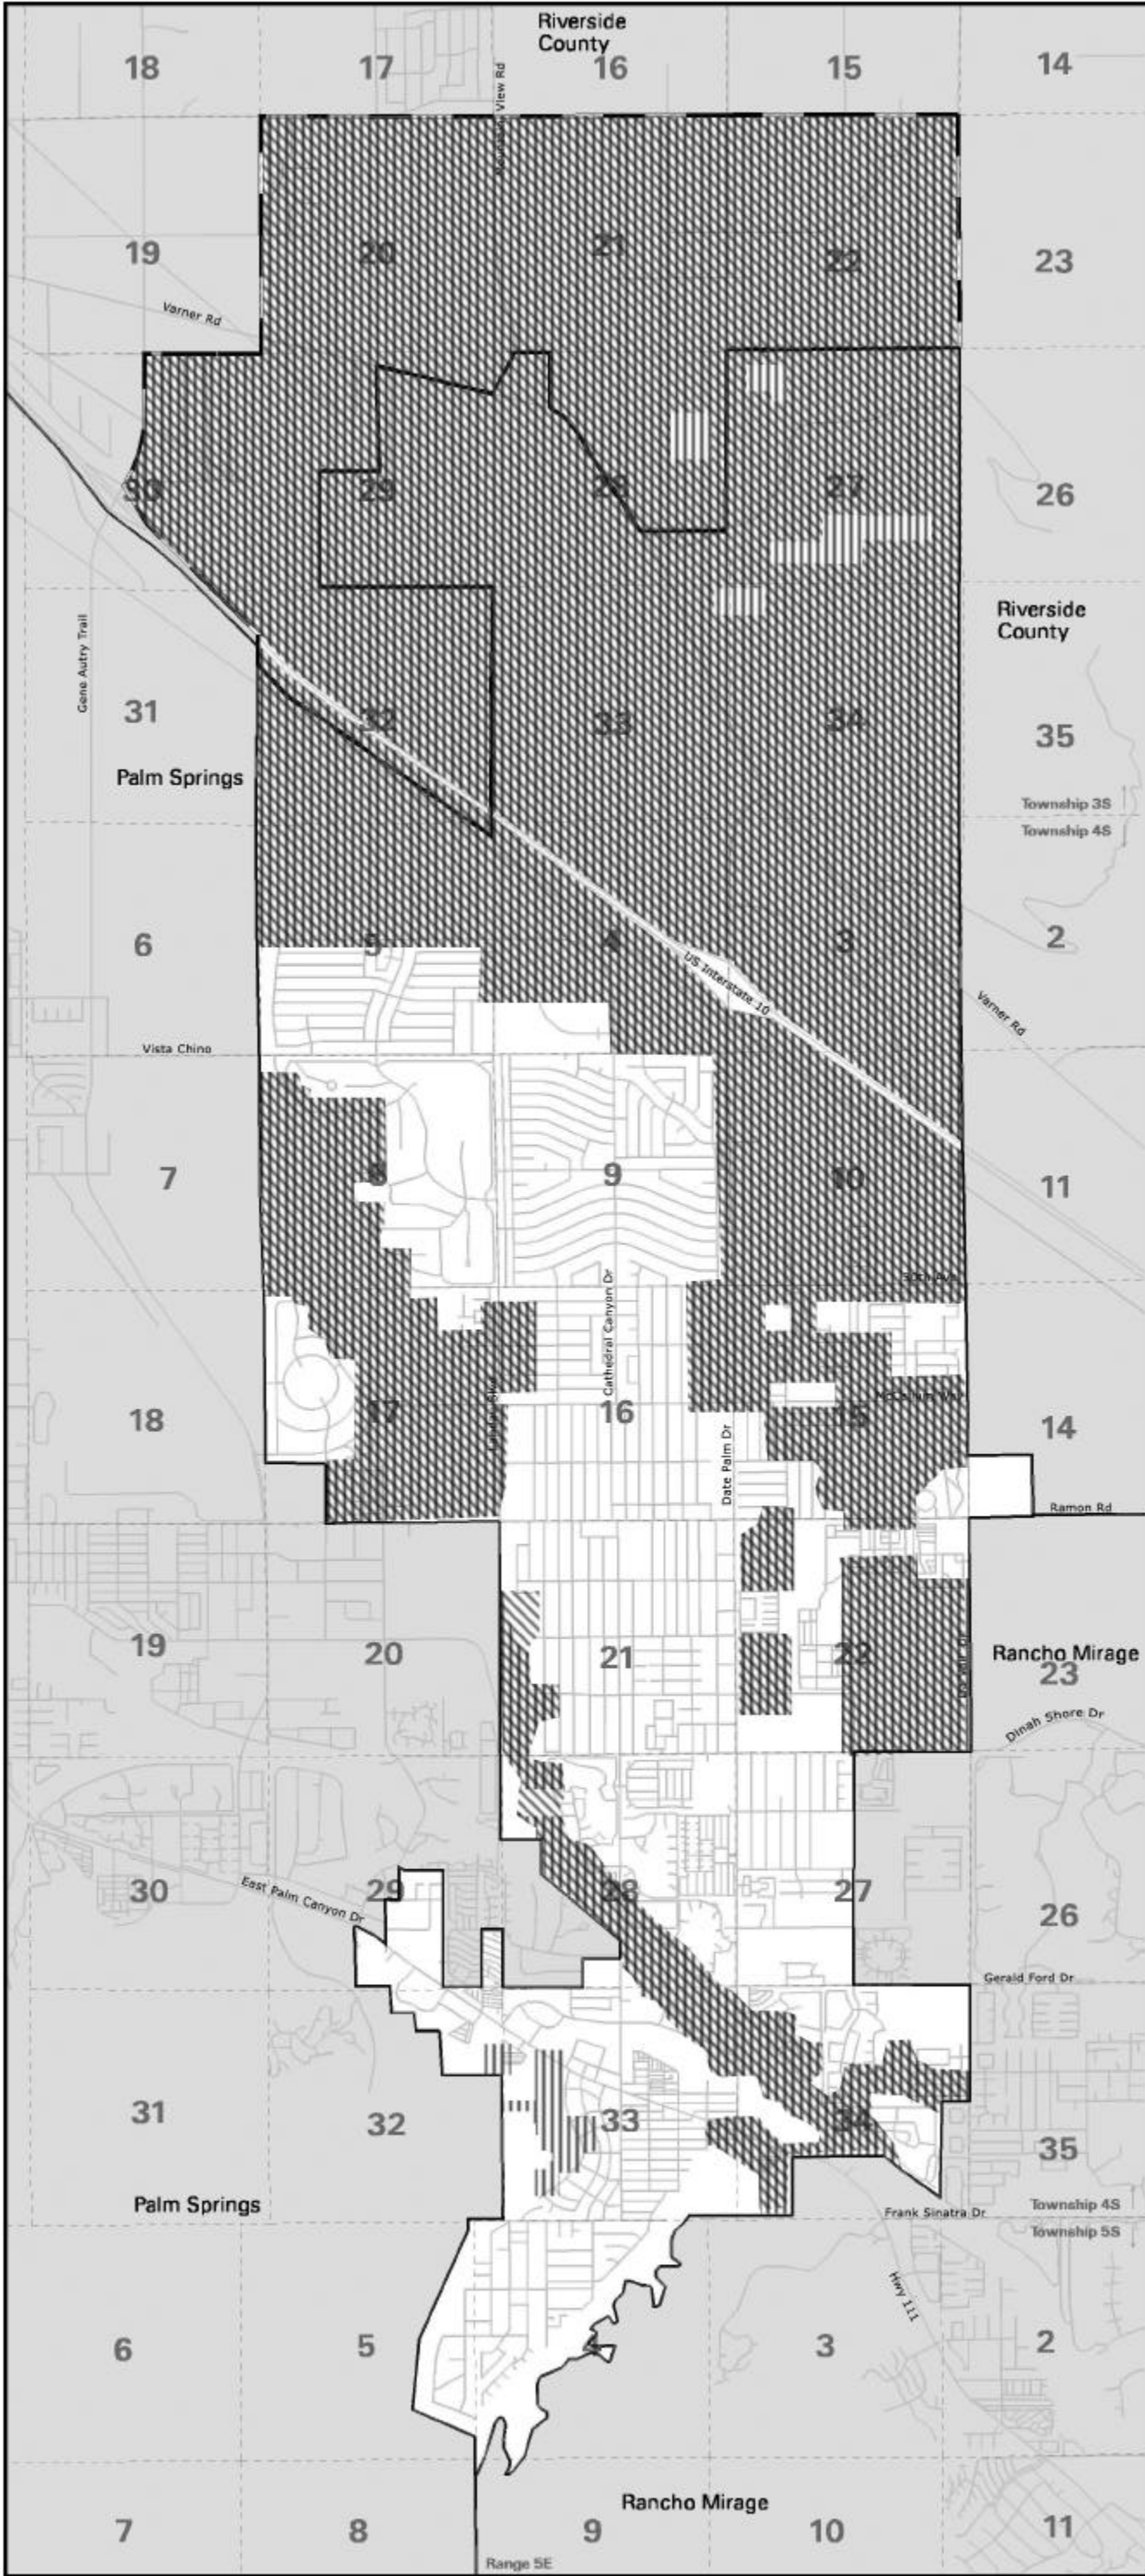 Riverside
County
18
17
16
15
14
Mountain View Rd
19
20
21
22
23
Varner Rd
30
29
28
27
26
Riverside
County
Gene Autry Trail
31
32
33
34
35
Palm Springs
Township 3S
Township 4S
6
5
4
3
2
US Interstate 10
Varner Rd
Vista Chino
7
8
9
10
11
30th Ave
Cathedral Canyon Dr
Landau Blvd
McCallum Way
18
17
16
15
14
Date Palm Dr
Ramon Rd
19
20
21
22
Rancho Mirage
23
Dinah Shore Dr
30
29
28
27
26
East Palm Canyon Dr
Gerald Ford Dr
31
32
33
34
35
Palm Springs
Township 4S
Frank Sinatra Dr
Township 5S
Hwy 111
6
5
4
3
2
Rancho Mirage
7
8
9
10
11
Range 5E